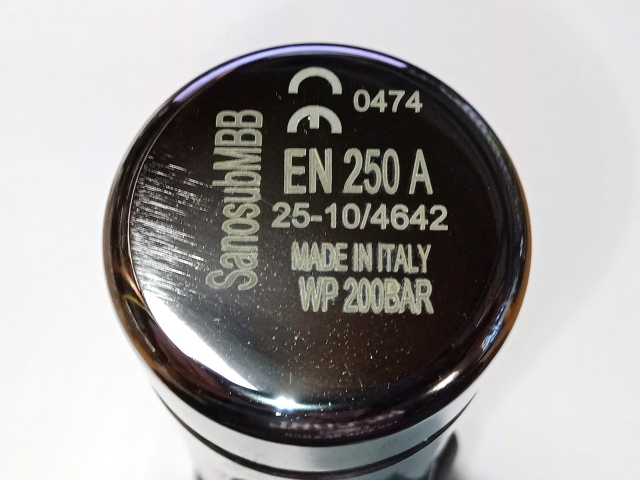 CE 0474
EN 250 A
25-10/4642
MADE IN ITALY
WP 200BAR
SanosubMBB